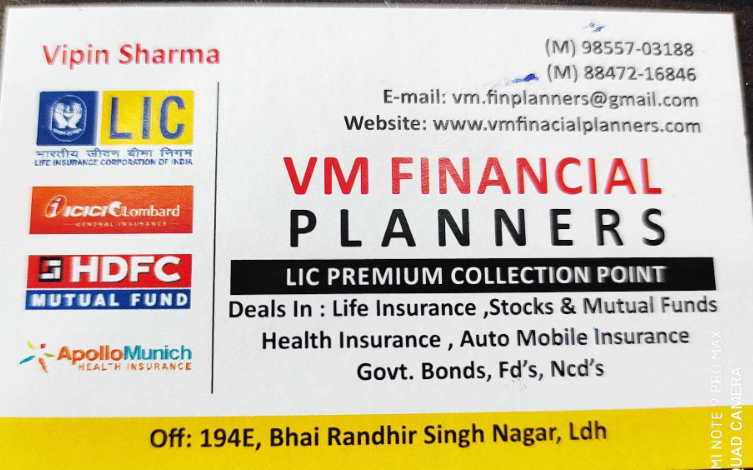 Vipin Sharma
(M) 98557-03188
(M) 88472-16846
E-mail: vm.finplanners@gmail.com
Website: www.vmfinacialplanners.com
LIC
भारतीय जीवन बीमा निगम
LIFE INSURANCE CORPORATION OF INDIA
ICICI Lombard
GENERAL INSURANCE
HDFC
MUTUAL FUND
ApolloMunich
HEALTH INSURANCE
VM FINANCIAL
PLANNERS
LIC PREMIUM COLLECTION POINT
Deals In : Life Insurance ,Stocks & Mutual Funds
Health Insurance , Auto Mobile Insurance
Govt. Bonds, Fd's, Ncd's
Off: 194E, Bhai Randhir Singh Nagar, Ldh
MI NOTE 9 PRO MAX
QUAD CAMERA